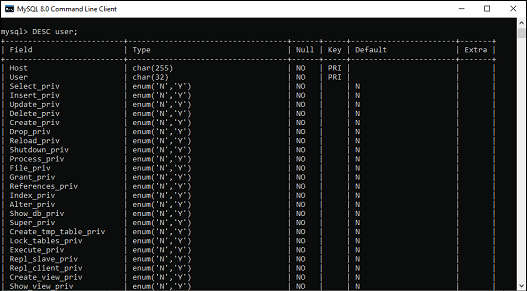 MySQL 8.0 Command Line Client
mysql> DESC user;
| Field | Type | Null | Key | Default | Extra |
| Host | char(255) | NO | PRI | | |
| User | char(32) | NO | PRI | | |
| Select_priv | enum('N','Y') | NO | | N | |
| Insert_priv | enum('N','Y') | NO | | N | |
| Update_priv | enum('N','Y') | NO | | N | |
| Delete_priv | enum('N','Y') | NO | | N | |
| Create_priv | enum('N','Y') | NO | | N | |
| Drop_priv | enum('N','Y') | NO | | N | |
| Reload_priv | enum('N','Y') | NO | | N | |
| Shutdown_priv | enum('N','Y') | NO | | N | |
| Process_priv | enum('N','Y') | NO | | N | |
| File_priv | enum('N','Y') | NO | | N | |
| Grant_priv | enum('N','Y') | NO | | N | |
| References_priv | enum('N','Y') | NO | | N | |
| Index_priv | enum('N','Y') | NO | | N | |
| Alter_priv | enum('N','Y') | NO | | N | |
| Show_db_priv | enum('N','Y') | NO | | N | |
| Super_priv | enum('N','Y') | NO | | N | |
| Create_tmp_table_priv | enum('N','Y') | NO | | N | |
| Lock_tables_priv | enum('N','Y') | NO | | N | |
| Execute_priv | enum('N','Y') | NO | | N | |
| Repl_slave_priv | enum('N','Y') | NO | | N | |
| Repl_client_priv | enum('N','Y') | NO | | N | |
| Create_view_priv | enum('N','Y') | NO | | N | |
| Show_view_priv | enum('N','Y') | NO | | N | |